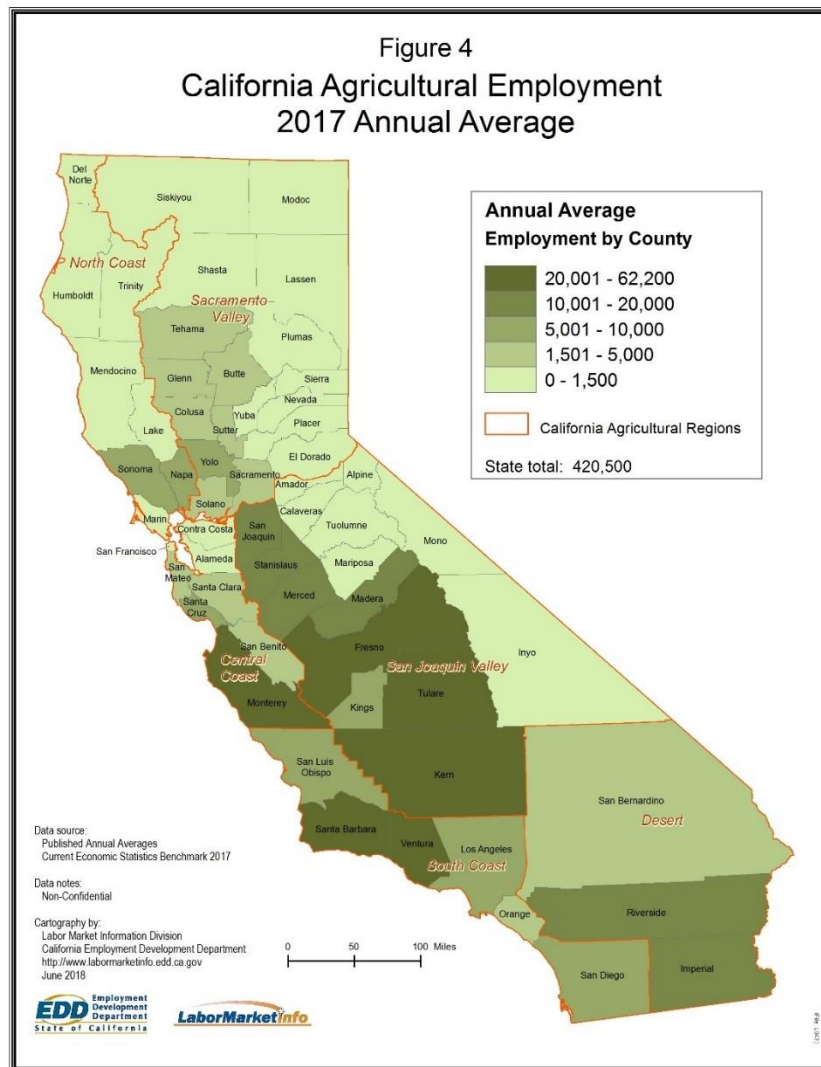 Figure 4
California Agricultural Employment
2017 Annual Average
Annual Average
Employment by County
20,001 - 62,200
10,001 - 20,000
5,001 - 10,000
1,501 - 5,000
0 - 1,500
California Agricultural Regions
State total: 420,500
Del
Norte
Siskiyou
Modoc
P North Coast
Humboldt
Trinity
Shasta
Lassen
Sacramento
Valley
Tehama
Plumas
Mendocino
Glenn
Butte
Sierra
Nevada
Colusa
Yuba
Lake
Sutter
Placer
El Dorado
Sonoma
Napa
Yolo
Sacramento
Alpine
Amador
Solano
Marin
Contra Costa
San
Joaquin
Calaveras
Tuolumne
Mono
San Francisco
Alameda
Stanislaus
Mariposa
San
Mateo
Santa Clara
Merced
Madera
Santa
Cruz
San Benito
Fresno
Inyo
Central
Coast
San Joaquin Valley
Monterey
Kings
Tulare
San Luis
Obispo
Kern
San Bernardino
Desert
Santa Barbara
Ventura
Los Angeles
South Coast
Orange
Riverside
San Diego
Imperial
Data source:
Published Annual Averages
Current Economic Statistics Benchmark 2017
Data notes:
Non-Confidential
Cartography by:
Labor Market Information Division
California Employment Development Department
http://www.labormarketinfo.edd.ca.gov
June 2018
0 50 100 Miles
EDD Employment
Development
Department
State of California
LaborMarketInfo